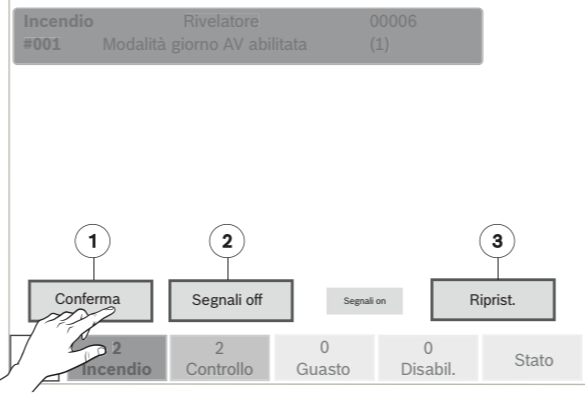 Incendio Rivelatore 00006
#001 Modalità giorno AV abilitata (1)
1 2 3
Conferma Segnali off Segnali on Riprist.
2 2 0 0
Incendio Controllo Guasto Disabil. Stato